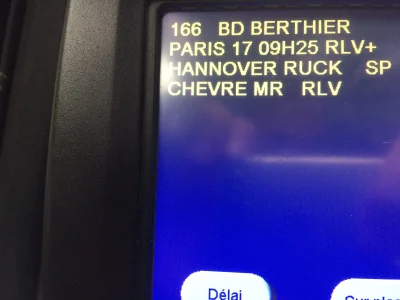 166 BD BERTHIER
PARIS 17 09H25 RLV+
HANNOVER RUCK SP
CHEVRE MR RLV
Délai